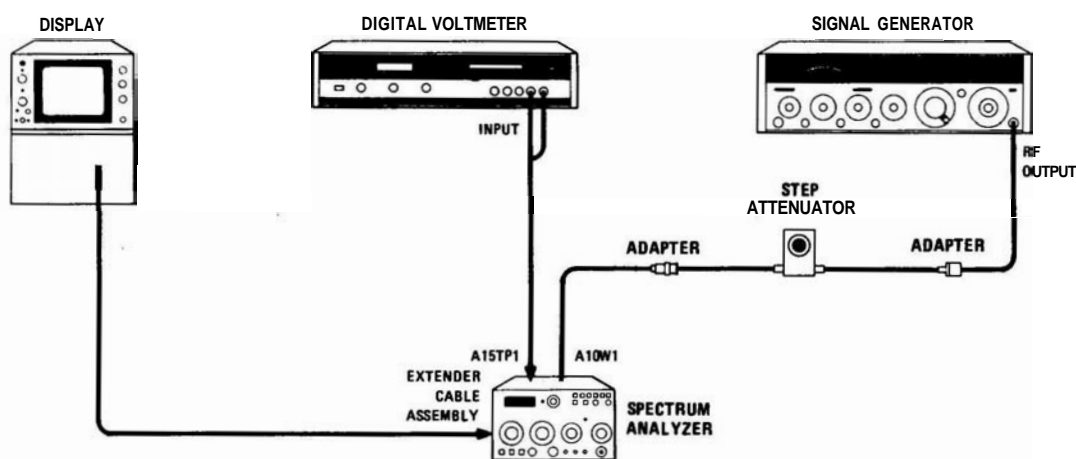 DISPLAY
DIGITAL VOLTMETER
SIGNAL GENERATOR
INPUT
RF
OUTPUT
STEP
ATTENUATOR
ADAPTER
ADAPTER
A15TP1
A10W1
EXTENDER
CABLE
ASSEMBLY
SPECTRUM
ANALYZER